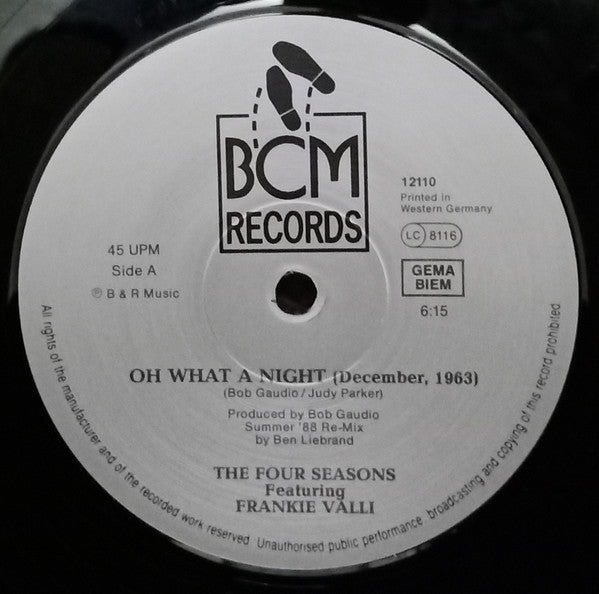 BCM
RECORDS
12110
Printed in
Western Germany
LC 8116
GEMA
BIEM
6:15
45 UPM
Side A
℗ B & R Music
OH WHAT A NIGHT (December, 1963)
(Bob Gaudio/Judy Parker)
Produced by Bob Gaudio
Summer '88 Re-Mix
by Ben Liebrand
THE FOUR SEASONS
Featuring
FRANKIE VALLI
All rights of the manufacturer and of the recorded work reserved. Unauthorised public performance, broadcasting and copying of this record prohibited